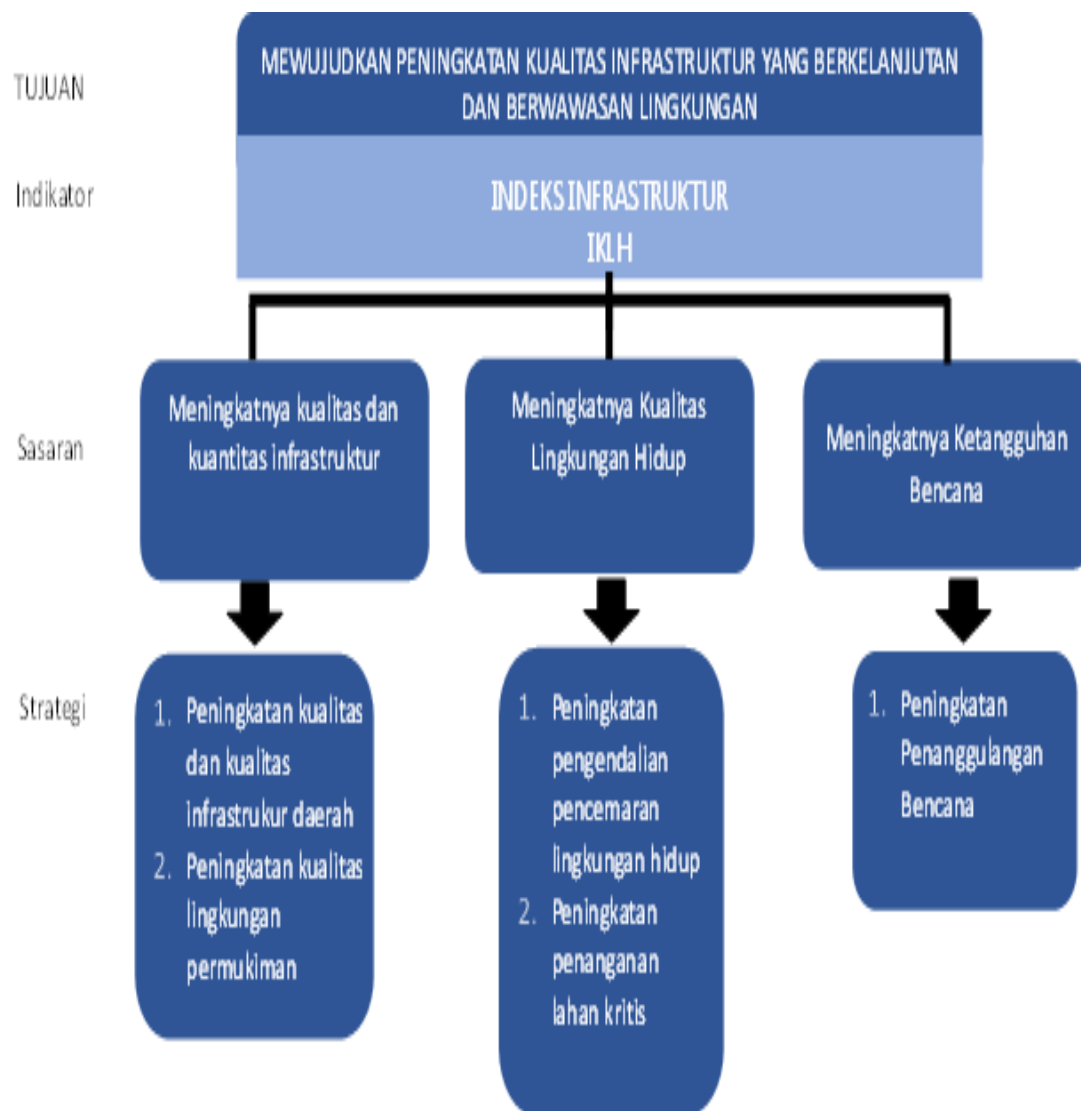 TUJUAN
MEWUJUDKAN PENINGKATAN KUALITAS INFRASTRUKTUR YANG BERKELANJUTAN
DAN BERWAWASAN LINGKUNGAN
Indikator
INDEKS INFRASTRUKTUR
IKLH
Sasaran
Meningkatnya kualitas dan
kuantitas infrastruktur
Meningkatnya Kualitas
Lingkungan Hidup
Meningkatnya Ketangguhan
Bencana
Strategi
1. Peningkatan kualitas
dan kualitas
infrastrukur daerah
2. Peningkatan kualitas
lingkungan
permukiman
1. Peningkatan
pengendalian
pencemaran
lingkungan hidup
2. Peningkatan
penanganan
lahan kritis
1. Peningkatan
Penanggulangan
Bencana